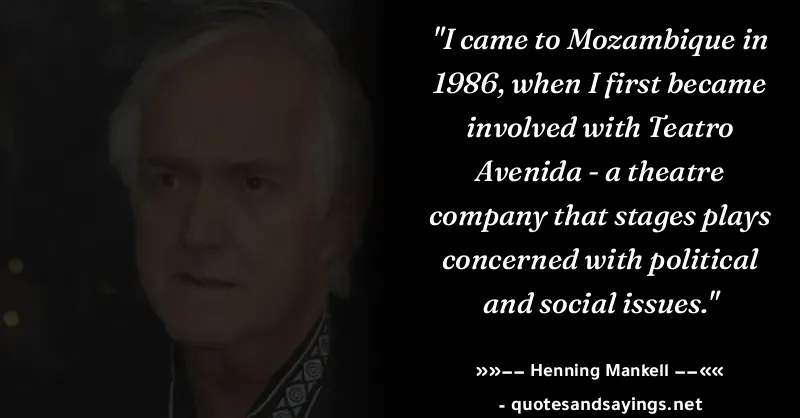 "I came to Mozambique in
1986, when I first became
involved with Teatro
Avenida - a theatre
company that stages plays
concerned with political
and social issues."
»»–– Henning Mankell ––««
- quotesandsayings.net